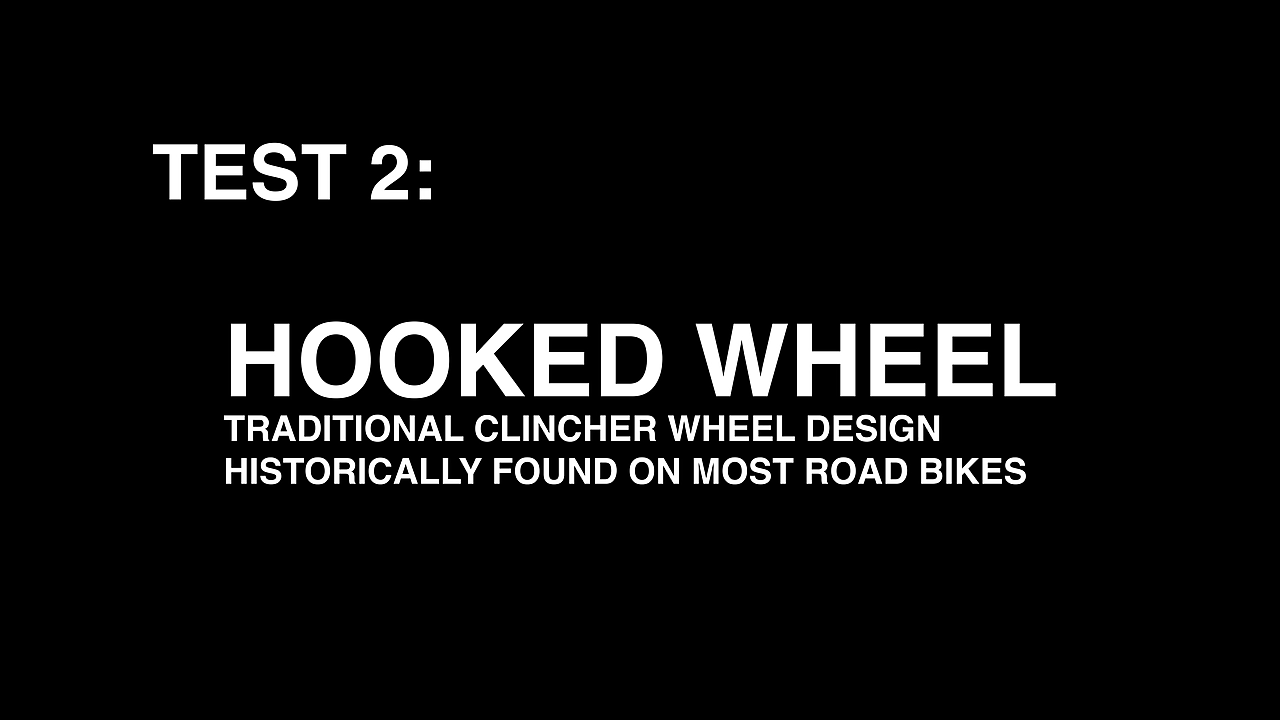 TEST 2:
HOOKED WHEEL
TRADITIONAL CLINCHER WHEEL DESIGN
HISTORICALLY FOUND ON MOST ROAD BIKES